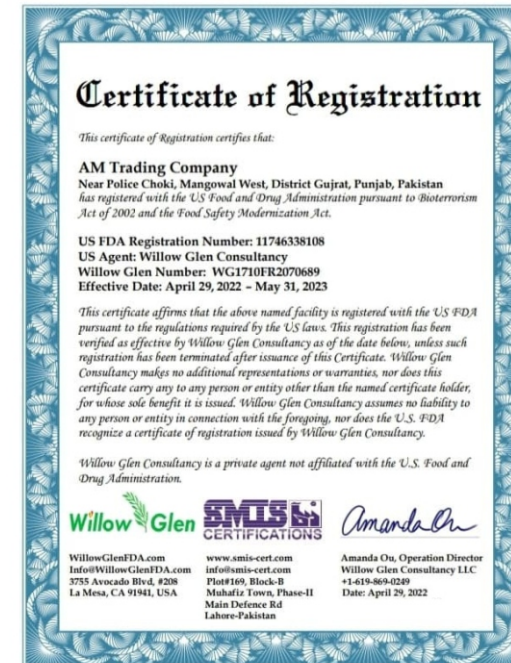 Certificate of Registration
This certificate of Registration certifies that:
AM Trading Company
Near Police Choki, Mangowal West, District Gujrat, Punjab, Pakistan
has registered with the US Food and Drug Administration pursuant to Bioterrorism
Act of 2002 and the Food Safety Modernization Act.
US FDA Registration Number: 11746338108
US Agent: Willow Glen Consultancy
Willow Glen Number: WG1710FR2070689
Effective Date: April 29, 2022 – May 31, 2023
This certificate affirms that the above named facility is registered with the US FDA
pursuant to the regulations required by the US laws. This registration has been
verified as effective by Willow Glen Consultancy as of the date below, unless such
registration has been terminated after issuance of this Certificate. Willow Glen
Consultancy makes no additional representations or warranties, nor does this
certificate carry any to any person or entity other than the named certificate holder,
for whose sole benefit it is issued. Willow Glen Consultancy assumes no liability to
any person or entity in connection with the foregoing, nor does the U.S. FDA
recognize a certificate of registration issued by Willow Glen Consultancy.
Willow Glen Consultancy is a private agent not affiliated with the U.S. Food and
Drug Administration.
Willow Glen
SMIS
CERTIFICATIONS
Amanda Ou
WillowGlenFDA.com
Info@WillowGlenFDA.com
3755 Avocado Blvd, #208
La Mesa, CA 91941, USA
www.smis-cert.com
info@smis-cert.com
Plot#169, Block-B
Muhafiz Town, Phase-II
Main Defence Rd
Lahore-Pakistan
Amanda Ou, Operation Director
Willow Glen Consultancy LLC
+1-619-869-0249
Date: April 29, 2022